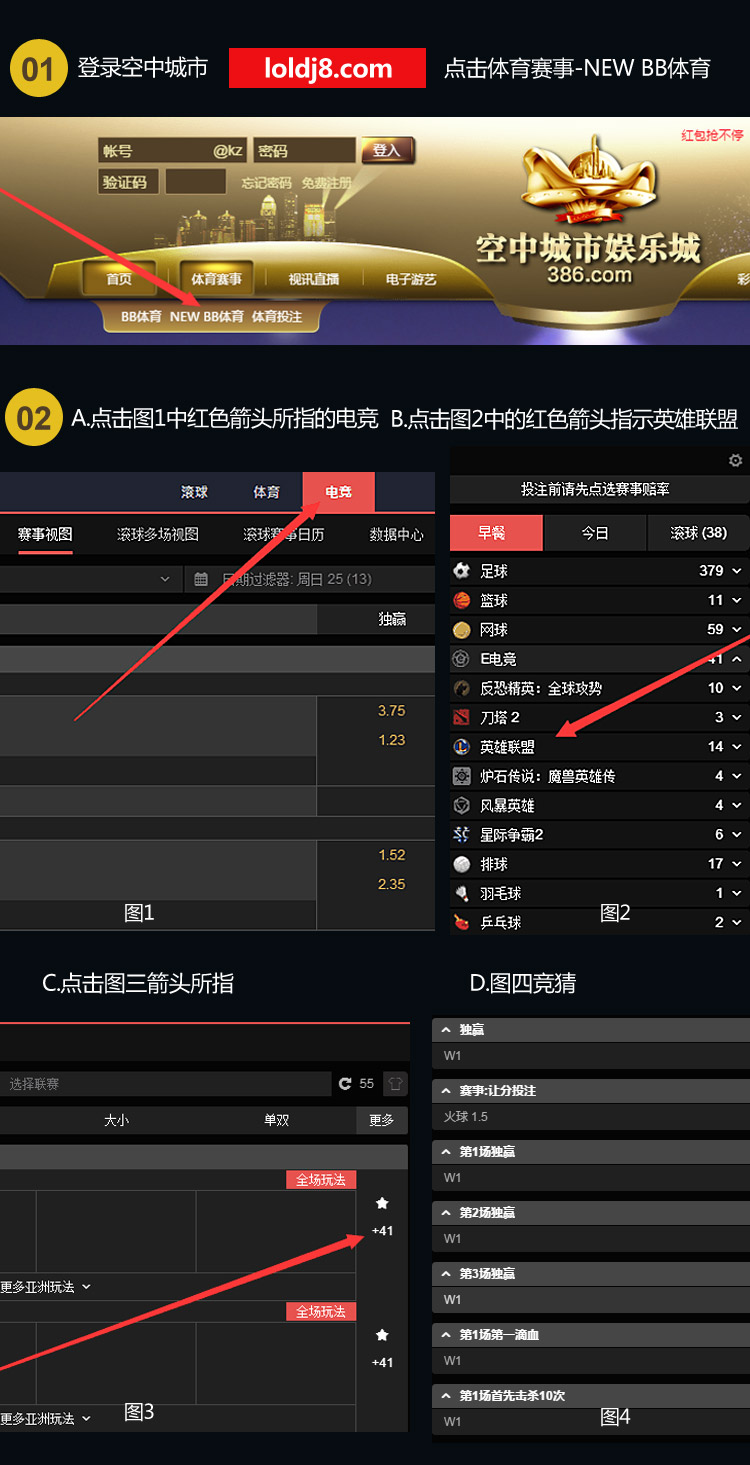 01 登录空中城市 loldj8.com 点击体育赛事-NEW BB体育
红包抢不停
帐号 @kz 密码 登入
验证码 忘记密码 免费注册
空中城市娱乐城
386.com
首页 体育赛事 视讯直播 电子游艺 彩
BB体育 NEW BB体育 体育投注
02 A.点击图1中红色箭头所指的电竞 B.点击图2中的红色箭头指示英雄联盟
滚球 体育 电竞
赛事视图 滚球多场视图 滚球赛事日历 数据中心
日期过滤器: 周日 25 (13)
独赢
3.75
1.23
1.52
2.35
图1
投注前请先点选赛事赔率
早餐 今日 滚球 (38)
足球 379
篮球 11
网球 59
E电竞 41
反恐精英：全球攻势 10
刀塔 2 3
英雄联盟 14
炉石传说：魔兽英雄传 4
风暴英雄 4
星际争霸2 6
排球 17
羽毛球 1
乒乓球 2
图2
C.点击图三箭头所指 D.图四竞猜
选择联赛 55
大小 单双 更多
全场玩法
+41
更多亚洲玩法
全场玩法
+41
更多亚洲玩法
图3
独赢
W1
赛事:让分投注
火球 1.5
第1场独赢
W1
第2场独赢
W1
第3场独赢
W1
第1场第一滴血
W1
第1场首先击杀10次
W1
图4